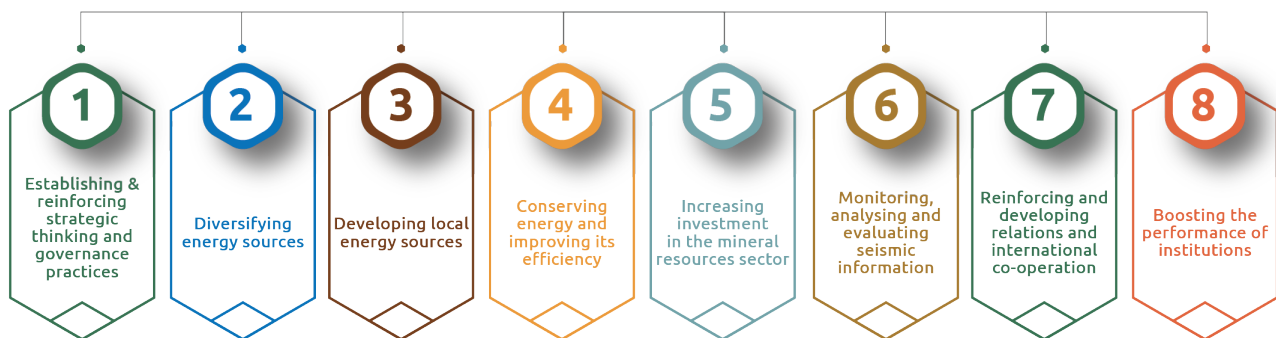 1
Establishing &
reinforcing
strategic
thinking and
governance
practices
2
Diversifying
energy sources
3
Developing local
energy sources
4
Conserving
energy and
improving its
efficiency
5
Increasing
investment
in the mineral
resources sector
6
Monitoring,
analysing and
evaluating
seismic
information
7
Reinforcing and
developing
relations and
international
co-operation
8
Boosting the
performance of
institutions